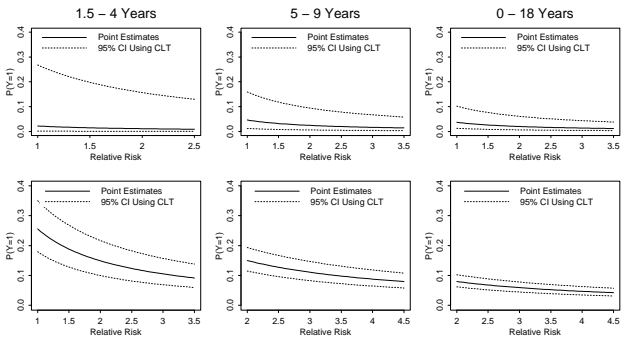 1.5 – 4 Years
5 – 9 Years
0 – 18 Years
P(Y=1)
0.0 0.1 0.2 0.3 0.4
Point Estimates
95% CI Using CLT
1 1.5 2 2.5
Relative Risk
P(Y=1)
0.0 0.1 0.2 0.3 0.4
Point Estimates
95% CI Using CLT
1 1.5 2 2.5 3 3.5 4
Relative Risk
P(Y=1)
0.0 0.1 0.2 0.3 0.4
Point Estimates
95% CI Using CLT
1 1.5 2 2.5 3 3.5 4
Relative Risk
P(Y=1)
0.0 0.1 0.2 0.3 0.4
Point Estimates
95% CI Using CLT
1 1.5 2 2.5 3 3.5
Relative Risk
P(Y=1)
0.0 0.1 0.2 0.3 0.4
Point Estimates
95% CI Using CLT
2 2.5 3 3.5 4 4.5
Relative Risk
P(Y=1)
0.0 0.1 0.2 0.3 0.4
Point Estimates
95% CI Using CLT
2 2.5 3 3.5 4 4.5
Relative Risk